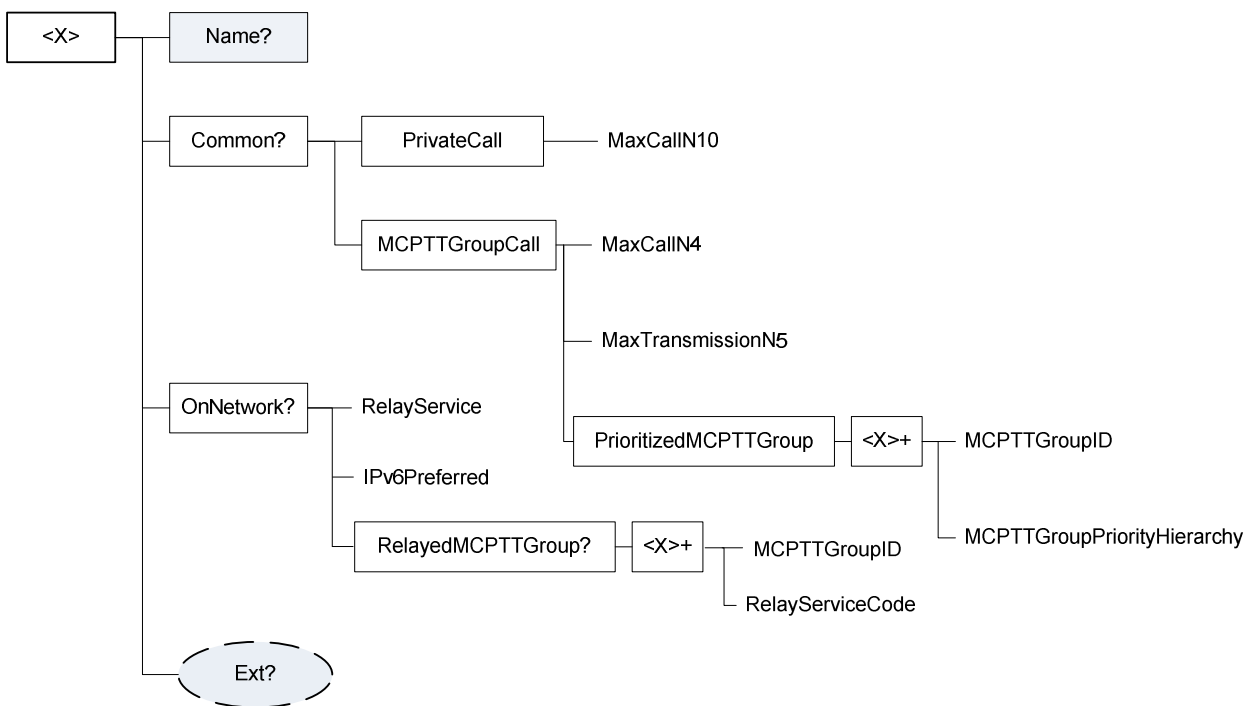 <X>
Name?
Common?
PrivateCall
MaxCallN10
MCPTTGroupCall
MaxCallN4
MaxTransmissionN5
OnNetwork?
RelayService
PrioritizedMCPTTGroup
<X>+
MCPTTGroupID
IPv6Preferred
MCPTTGroupPriorityHierarchy
RelayedMCPTTGroup?
<X>+
MCPTTGroupID
RelayServiceCode
Ext?